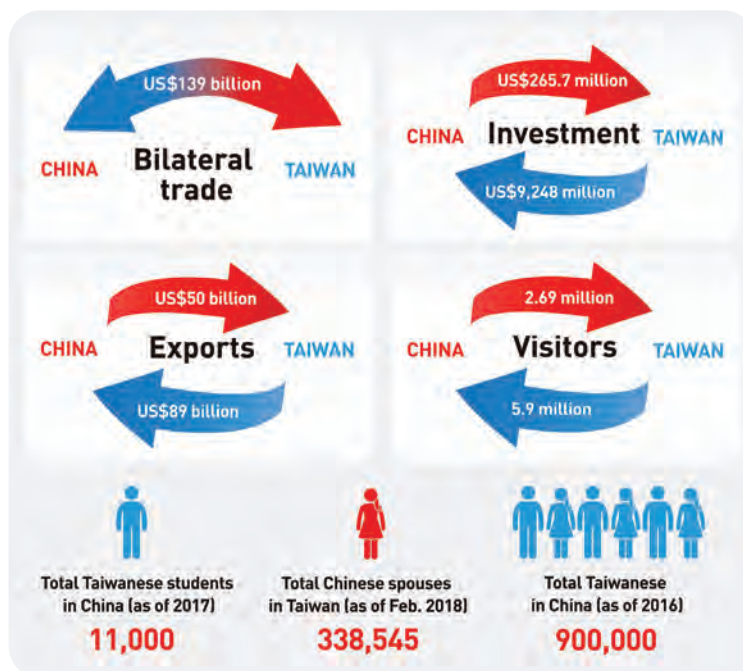 US$139 billion
CHINA
Bilateral
trade
TAIWAN
US$265.7 million
CHINA
Investment
TAIWAN
US$9,248 million
US$50 billion
CHINA
Exports
TAIWAN
US$89 billion
2.69 million
CHINA
Visitors
TAIWAN
5.9 million
Total Taiwanese students
in China (as of 2017)
11,000
Total Chinese spouses
in Taiwan (as of Feb. 2018)
338,545
Total Taiwanese
in China (as of 2016)
900,000